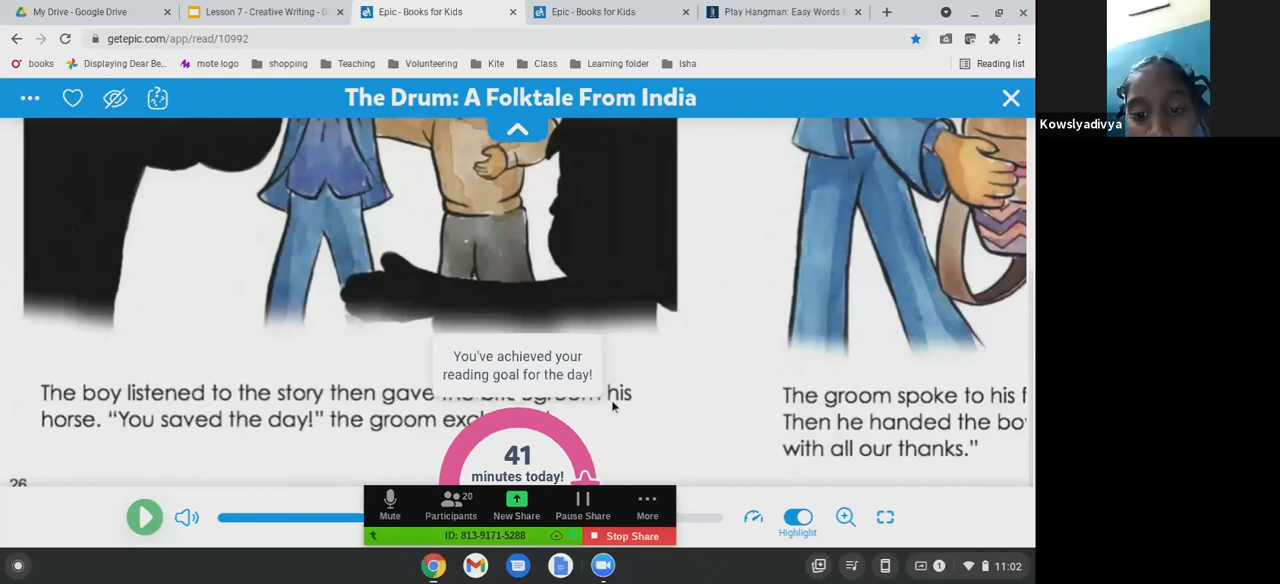 My Drive - Google Drive
Lesson 7 - Creative Writing - G
Epic - Books for Kids
Epic - Books for Kids
Play Hangman: Easy Words
getepic.com/app/read/10992
books
Displaying Dear Be...
mote logo
shopping
Teaching
Volunteering
Kite
Class
Learning folder
Isha
Reading list
The Drum: A Folktale From India
Kowslyadivya
You've achieved your
reading goal for the day!
The boy listened to the story then gave his
horse. "You saved the day!" the groom
The groom spoke to his
Then he handed the
with all our thanks."
41
minutes today!
26
Mute
Participants 20
New Share
Pause Share
More
ID: 813-9171-5288
Stop Share
Highlight
1
11:02